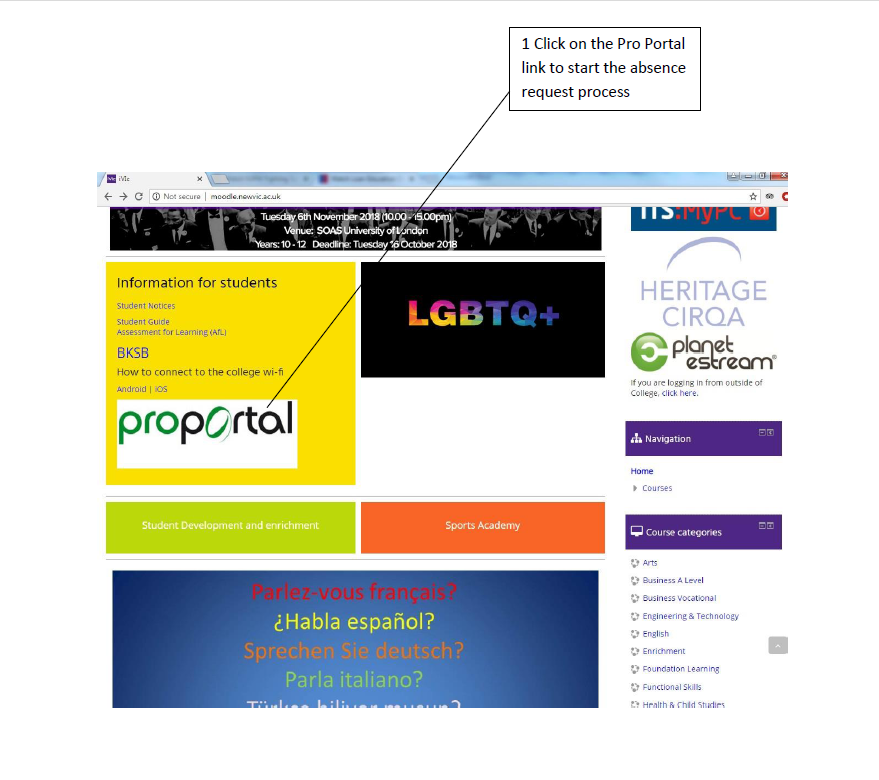 1 Click on the Pro Portal
link to start the absence
request process
iVic
Not secure | moodle.newvic.ac.uk
Tuesday 6th November 2018 (10.00 - 15.00pm)
Venue: SOAS University of London
Years: 10 - 12 Deadline: Tuesday 16 October 2018
ITS:MyPC
Information for students
Student Notices
Student Guide
Assessment for Learning (AfL)
BKSB
How to connect to the college wi-fi
Android | IOS
proportal
LGBTQ+
HERITAGE
CIRQA
planet
estream
If you are logging in from outside of
College, click here.
Navigation
Home
Courses
Student Development and enrichment
Sports Academy
Course categories
Arts
Business A Level
Business Vocational
Engineering & Technology
English
Enrichment
Foundation Learning
Functional Skills
Health & Child Studies
Parlez-vous français?
¿Habla español?
Sprechen Sie deutsch?
Parla italiano?
Türkçe biliyor musun?